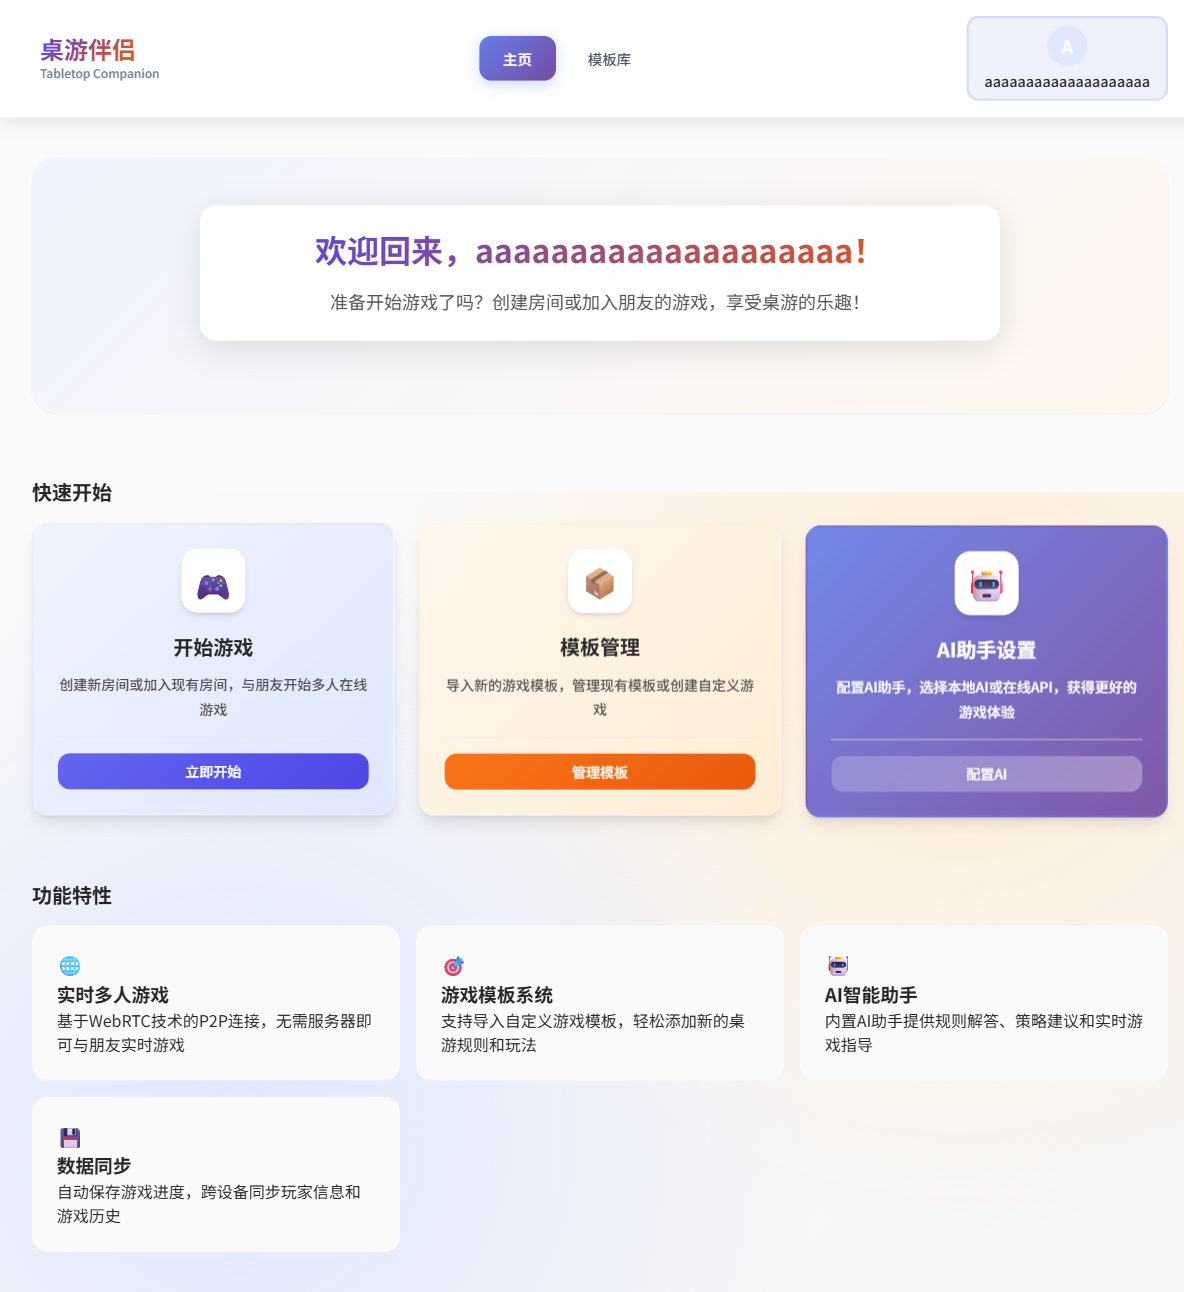 桌游伴侣
Tabletop Companion
主页
模板库
A
aaaaaaaaaaaaaaaaaaaa
欢迎回来，aaaaaaaaaaaaaaaaaaaa！
准备开始游戏了吗？创建房间或加入朋友的游戏，享受桌游的乐趣！
快速开始
开始游戏
创建新房间或加入现有房间，与朋友开始多人在线
游戏
立即开始
模板管理
导入新的游戏模板，管理现有模板或创建自定义游
戏
管理模板
AI助手设置
配置AI助手，选择本地AI或在线API，获得更好的
游戏体验
配置AI
功能特性
实时多人游戏
基于WebRTC技术的P2P连接，无需服务器即
可与朋友实时游戏
游戏模板系统
支持导入自定义游戏模板，轻松添加新的桌
游规则和玩法
AI智能助手
内置AI助手提供规则解答、策略建议和实时游
戏指导
数据同步
自动保存游戏进度，跨设备同步玩家信息和
游戏历史